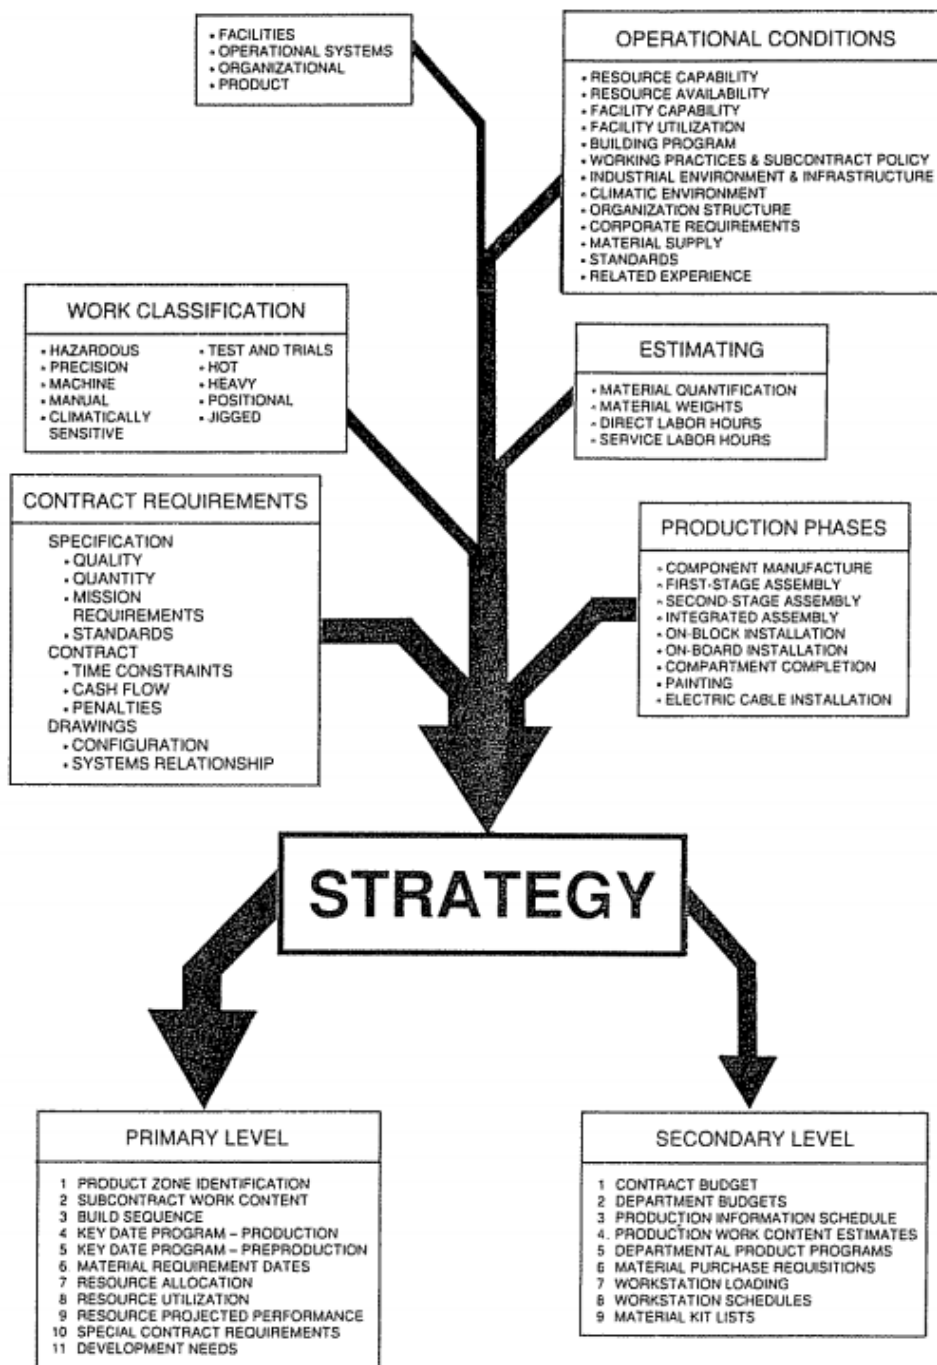 • FACILITIES
• OPERATIONAL SYSTEMS
• ORGANIZATIONAL
• PRODUCT
OPERATIONAL CONDITIONS
• RESOURCE CAPABILITY
• RESOURCE AVAILABILITY
• FACILITY CAPABILITY
• FACILITY UTILIZATION
• BUILDING PROGRAM
• WORKING PRACTICES & SUBCONTRACT POLICY
• INDUSTRIAL ENVIRONMENT & INFRASTRUCTURE
• CLIMATIC ENVIRONMENT
• ORGANIZATION STRUCTURE
• CORPORATE REQUIREMENTS
• MATERIAL SUPPLY
• STANDARDS
• RELATED EXPERIENCE
WORK CLASSIFICATION
• HAZARDOUS
• PRECISION
• MACHINE
• MANUAL
• CLIMATICALLY
SENSITIVE
• TEST AND TRIALS
• HOT
• HEAVY
• POSITIONAL
• JIGGED
ESTIMATING
• MATERIAL QUANTIFICATION
• MATERIAL WEIGHTS
• DIRECT LABOR HOURS
• SERVICE LABOR HOURS
CONTRACT REQUIREMENTS
SPECIFICATION
• QUALITY
• QUANTITY
• MISSION
REQUIREMENTS
• STANDARDS
CONTRACT
• TIME CONSTRAINTS
• CASH FLOW
• PENALTIES
DRAWINGS
• CONFIGURATION
• SYSTEMS RELATIONSHIP
PRODUCTION PHASES
• COMPONENT MANUFACTURE
• FIRST-STAGE ASSEMBLY
• SECOND-STAGE ASSEMBLY
• INTEGRATED ASSEMBLY
• ON-BLOCK INSTALLATION
• ON-BOARD INSTALLATION
• COMPARTMENT COMPLETION
• PAINTING
• ELECTRIC CABLE INSTALLATION
STRATEGY
PRIMARY LEVEL
1 PRODUCT ZONE IDENTIFICATION
2 SUBCONTRACT WORK CONTENT
3 BUILD SEQUENCE
4 KEY DATE PROGRAM – PRODUCTION
5 KEY DATE PROGRAM – PREPRODUCTION
6 MATERIAL REQUIREMENT DATES
7 RESOURCE ALLOCATION
8 RESOURCE UTILIZATION
9 RESOURCE PROJECTED PERFORMANCE
10 SPECIAL CONTRACT REQUIREMENTS
11 DEVELOPMENT NEEDS
SECONDARY LEVEL
1 CONTRACT BUDGET
2 DEPARTMENT BUDGETS
3 PRODUCTION INFORMATION SCHEDULE
4. PRODUCTION WORK CONTENT ESTIMATES
5 DEPARTMENTAL PRODUCT PROGRAMS
6 MATERIAL PURCHASE REQUISITIONS
7 WORKSTATION LOADING
8 WORKSTATION SCHEDULES
9 MATERIAL KIT LISTS